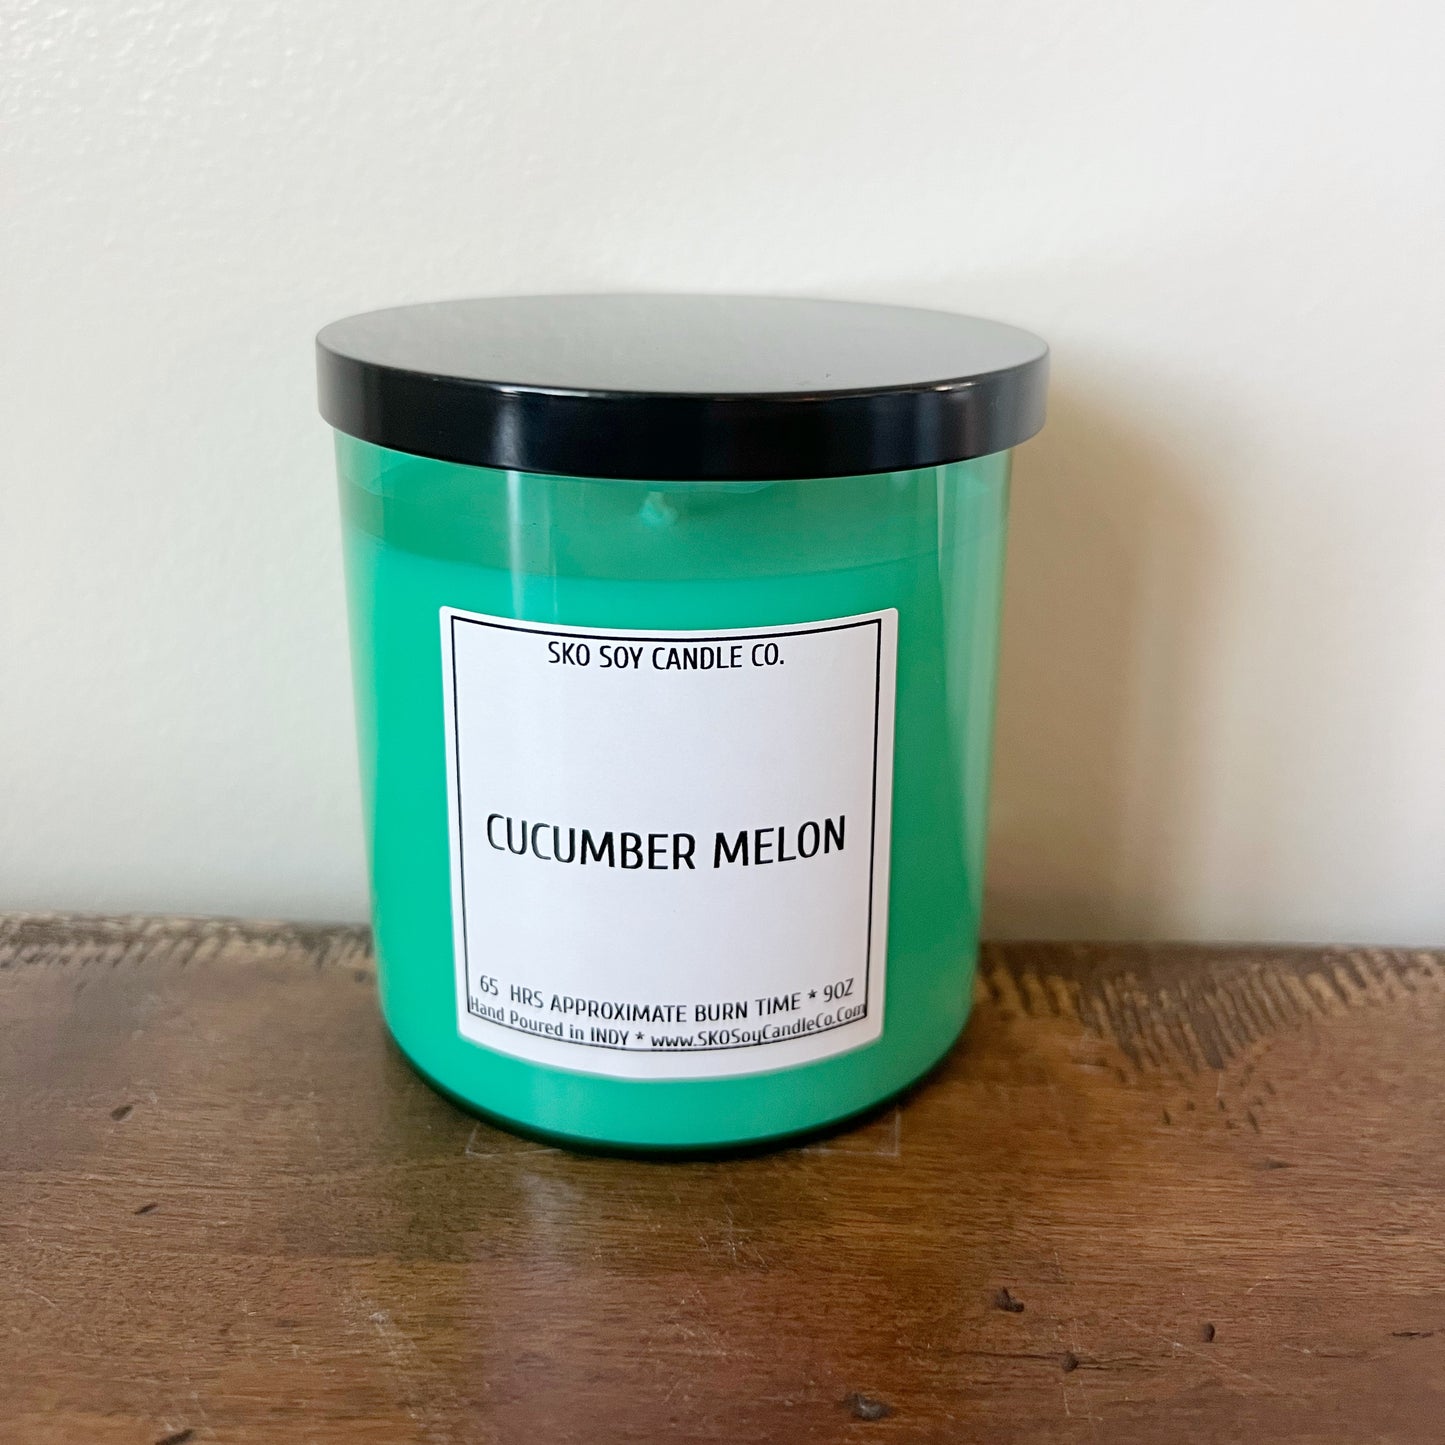 SKO SOY CANDLE CO.
CUCUMBER MELON
65 HRS APPROXIMATE BURN TIME * 9OZ
Hand Poured in INDY * www.SKOSoyCandleCo.Com